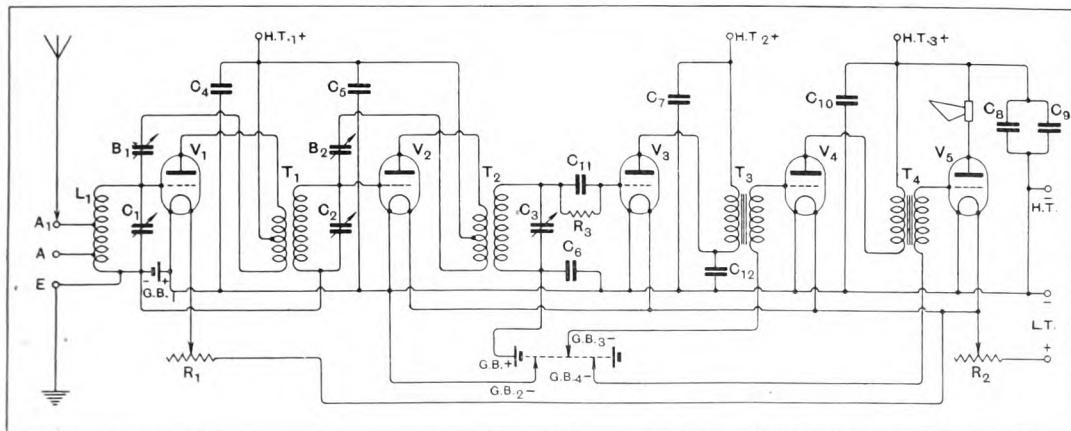 H.T.1+
H.T.2+
H.T.3+
C4
C5
C7
C10
C8
C9
B1
V1
B2
V2
C11
V3
T3
V4
T4
V5
L1
C1
T1
C2
T2
C3
R3
H.T.
A1
A
C6
C12
E
- +
G.B.1
L.T.
+
G.B.+
G.B.3-
G.B.2-
G.B.4-
R1
R2